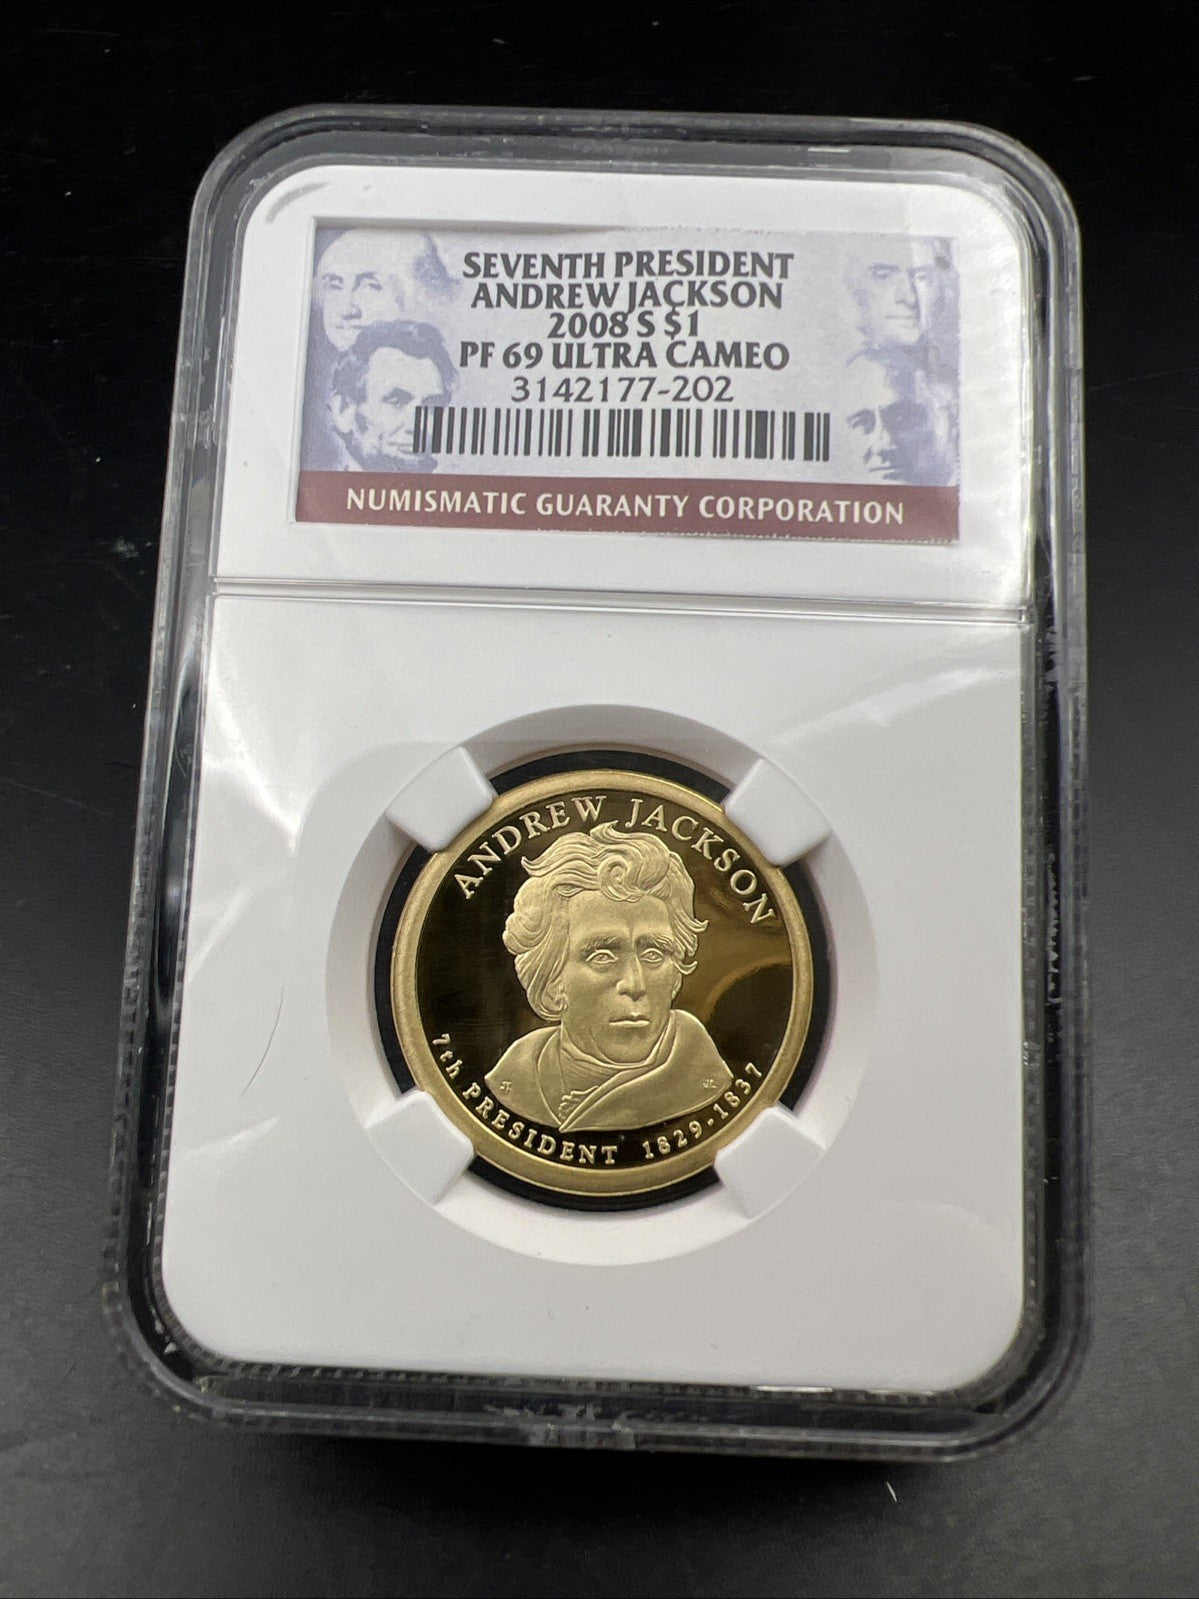 SEVENTH PRESIDENT
ANDREW JACKSON
2008 S $1
PF 69 ULTRA CAMEO
3142177-202
NUMISMATIC GUARANTY CORPORATION
ANDREW JACKSON
7th PRESIDENT 1829-1837